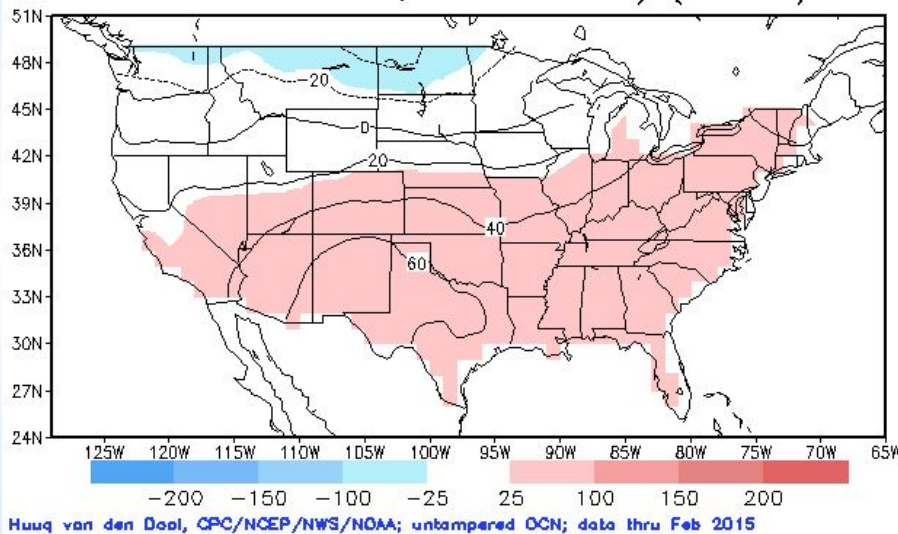 51N
48N
45N
42N
39N
36N
33N
30N
27N
24N
20
0
20
40
60
125W 120W 115W 110W 105W 100W 95W 90W 85W 80W 75W 70W 65W
−200 −150 −100 −25 25 100 150 200
Huug van den Dool, CPC/NCEP/NWS/NOAA; untampered OCN; data thru Feb 2015